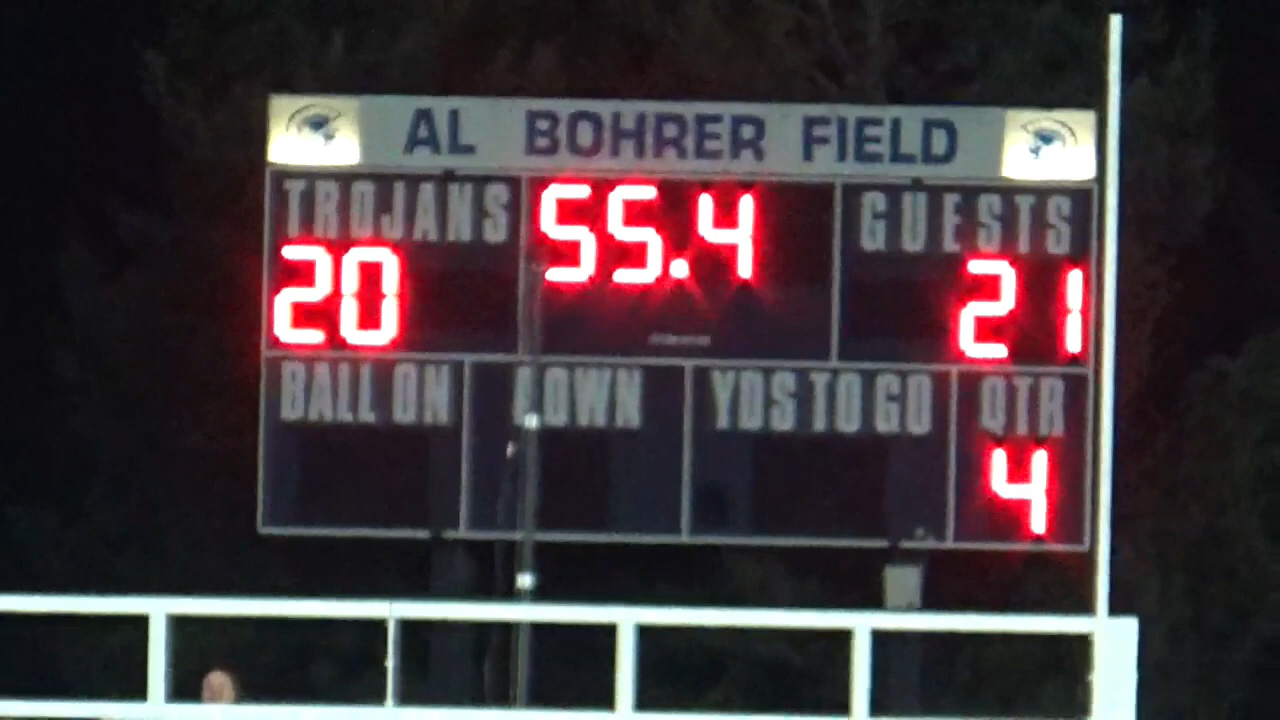 AL BOHRER FIELD
TROJANS 55.4 GUESTS
20 21
BALL ON DOWN YDS TO GO QTR
4